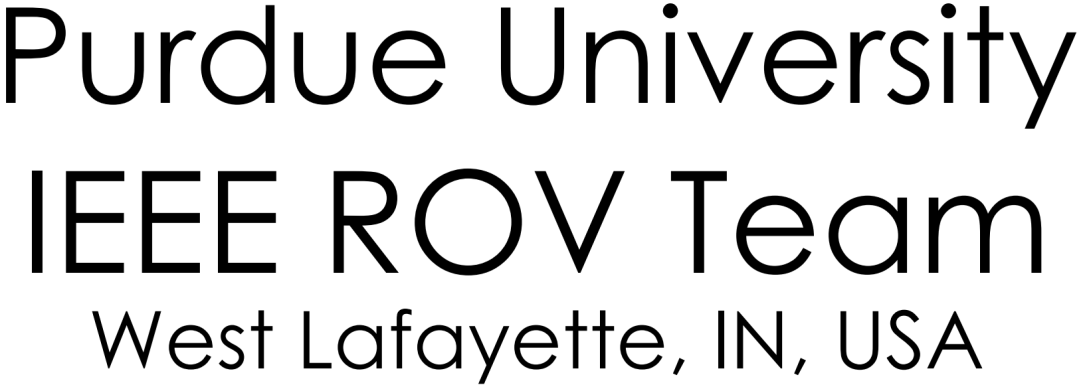 Purdue University
IEEE ROV Team
West Lafayette, IN, USA